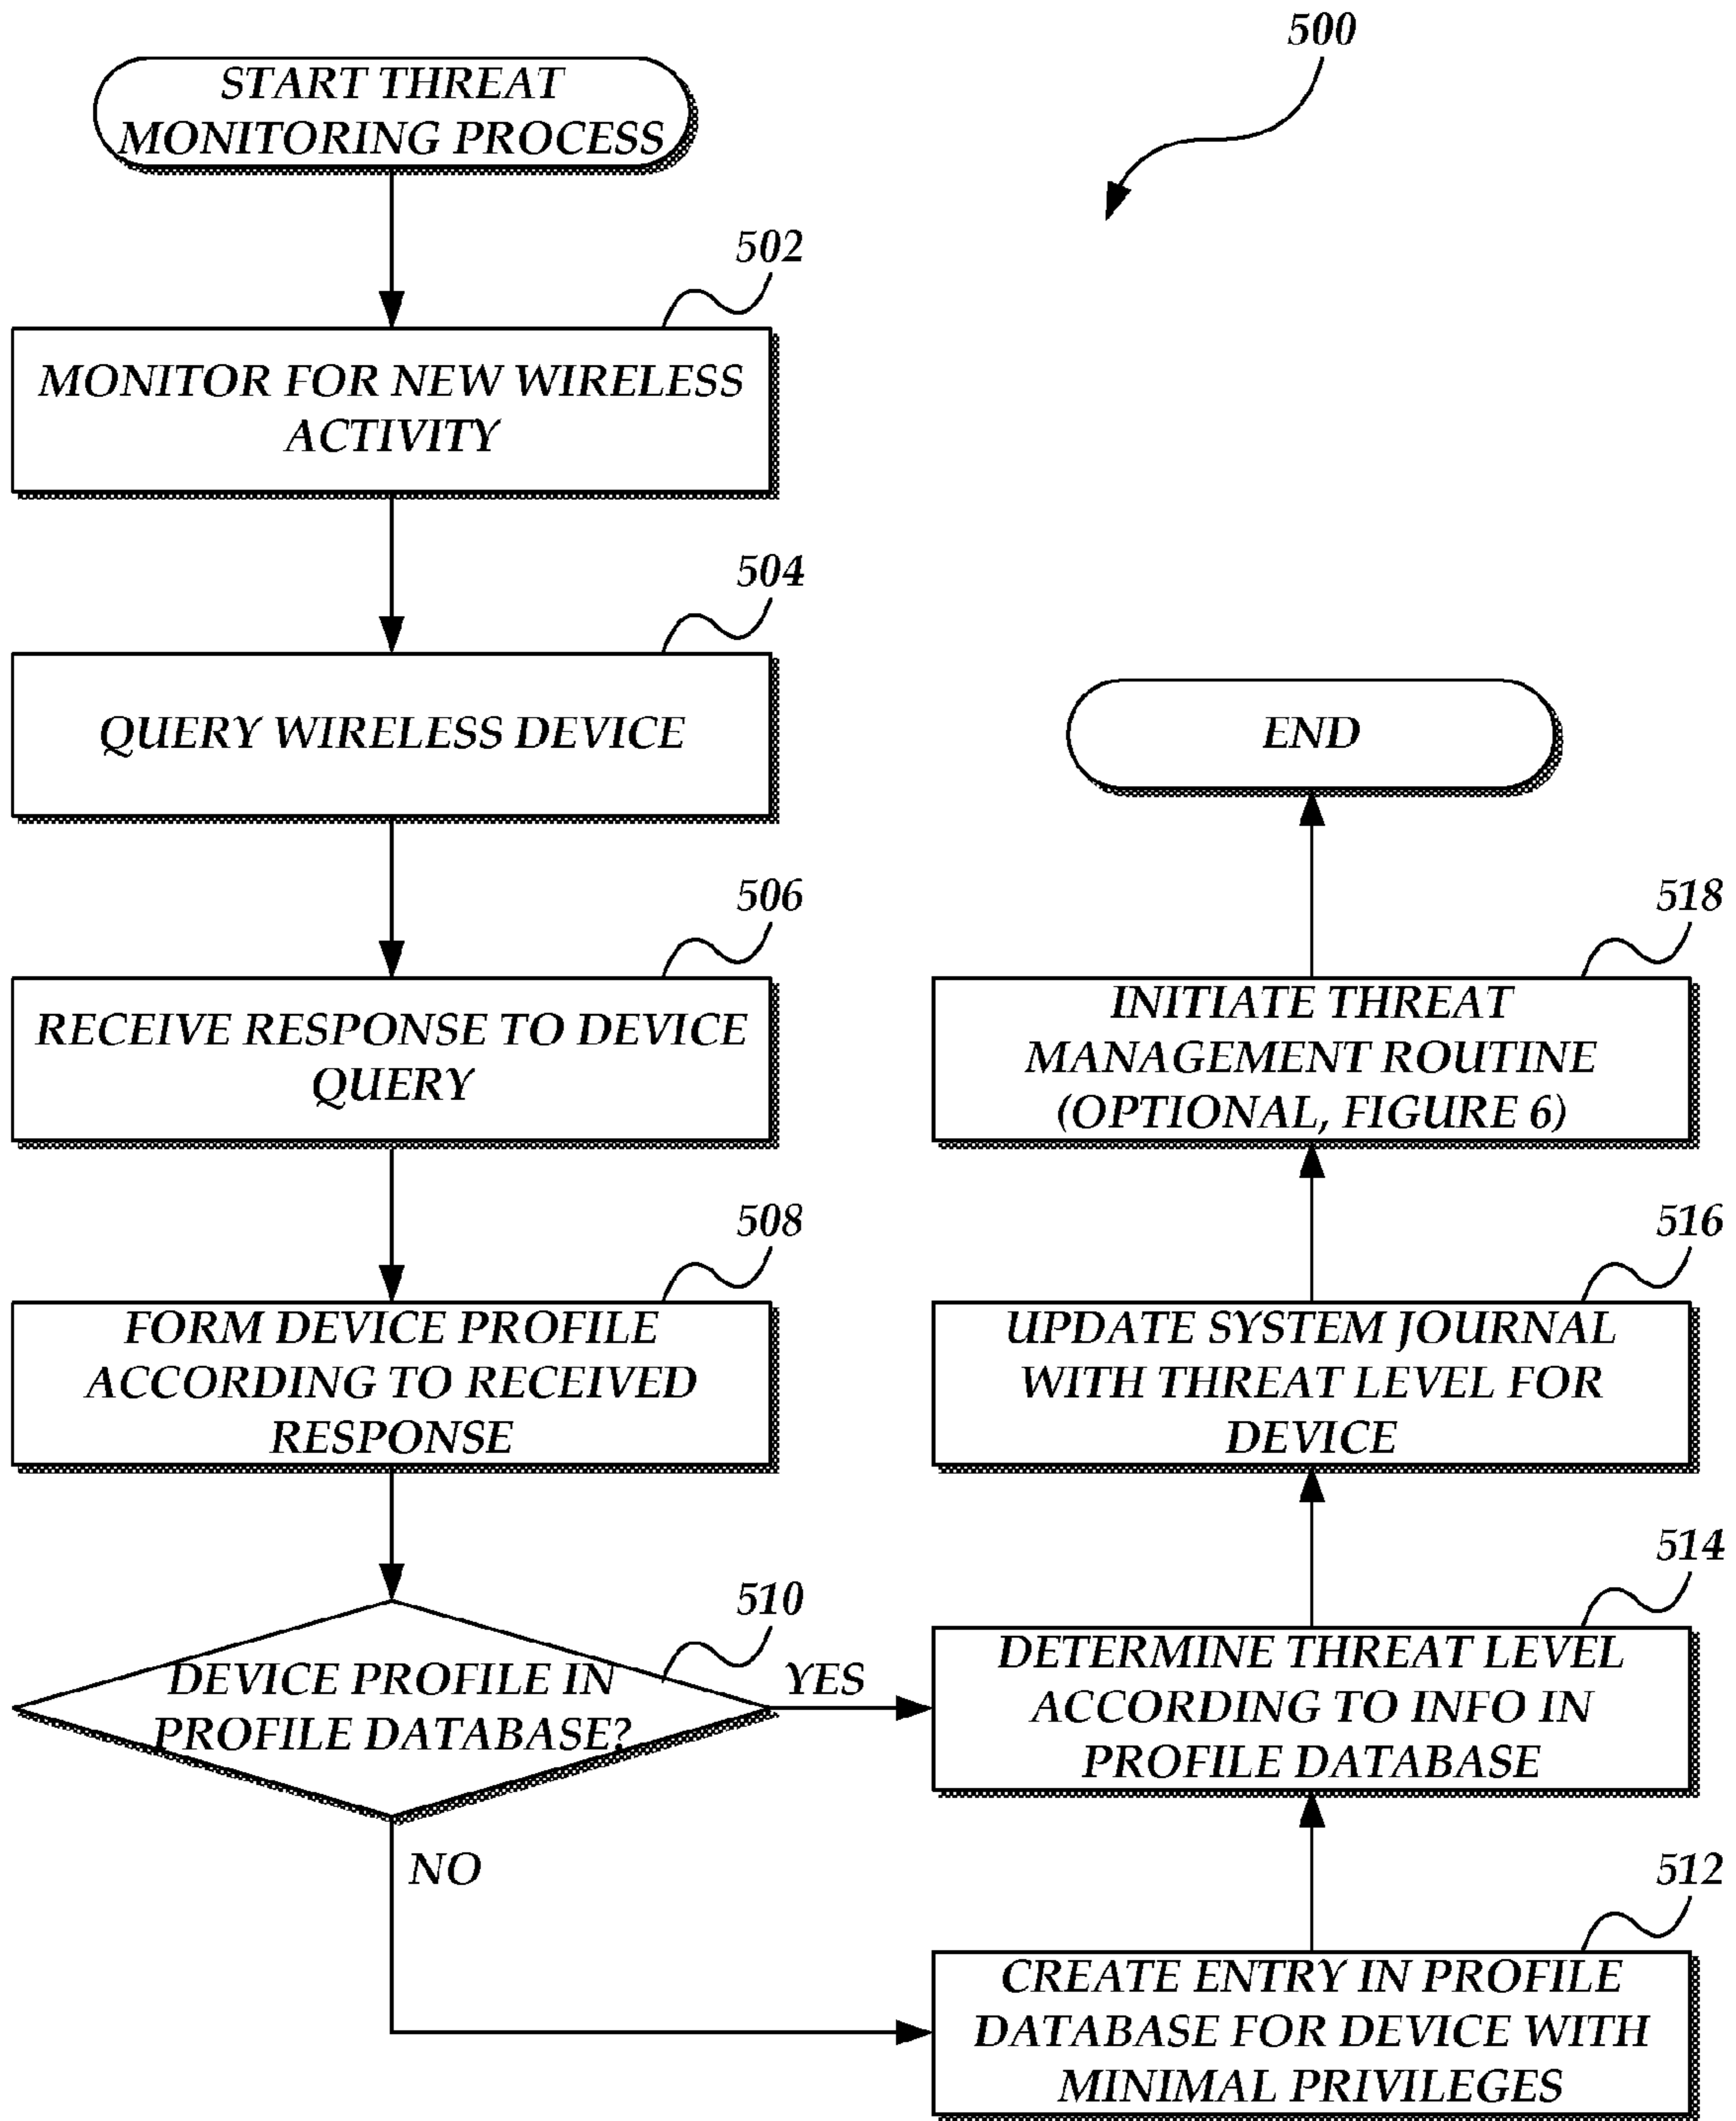 500
START THREAT
MONITORING PROCESS
502
MONITOR FOR NEW WIRELESS
ACTIVITY
504
QUERY WIRELESS DEVICE
506
RECEIVE RESPONSE TO DEVICE
QUERY
508
FORM DEVICE PROFILE
ACCORDING TO RECEIVED
RESPONSE
510
DEVICE PROFILE IN
PROFILE DATABASE?
YES
NO
512
CREATE ENTRY IN PROFILE
DATABASE FOR DEVICE WITH
MINIMAL PRIVILEGES
514
DETERMINE THREAT LEVEL
ACCORDING TO INFO IN
PROFILE DATABASE
516
UPDATE SYSTEM JOURNAL
WITH THREAT LEVEL FOR
DEVICE
518
INITIATE THREAT
MANAGEMENT ROUTINE
(OPTIONAL, FIGURE 6)
END